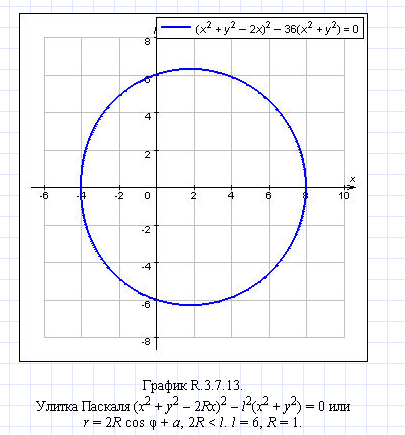 (x² + y² − 2x)² − 36(x² + y²) = 0
8
6
4
2
x
-6 -4 -2 0 2 4 6 8 10
-2
-4
-6
-8
График R.3.7.13.
Улитка Паскаля (x² + y² − 2Rx)² − l²(x² + y²) = 0 или
r = 2R cos φ + a, 2R < l. l = 6, R = 1.